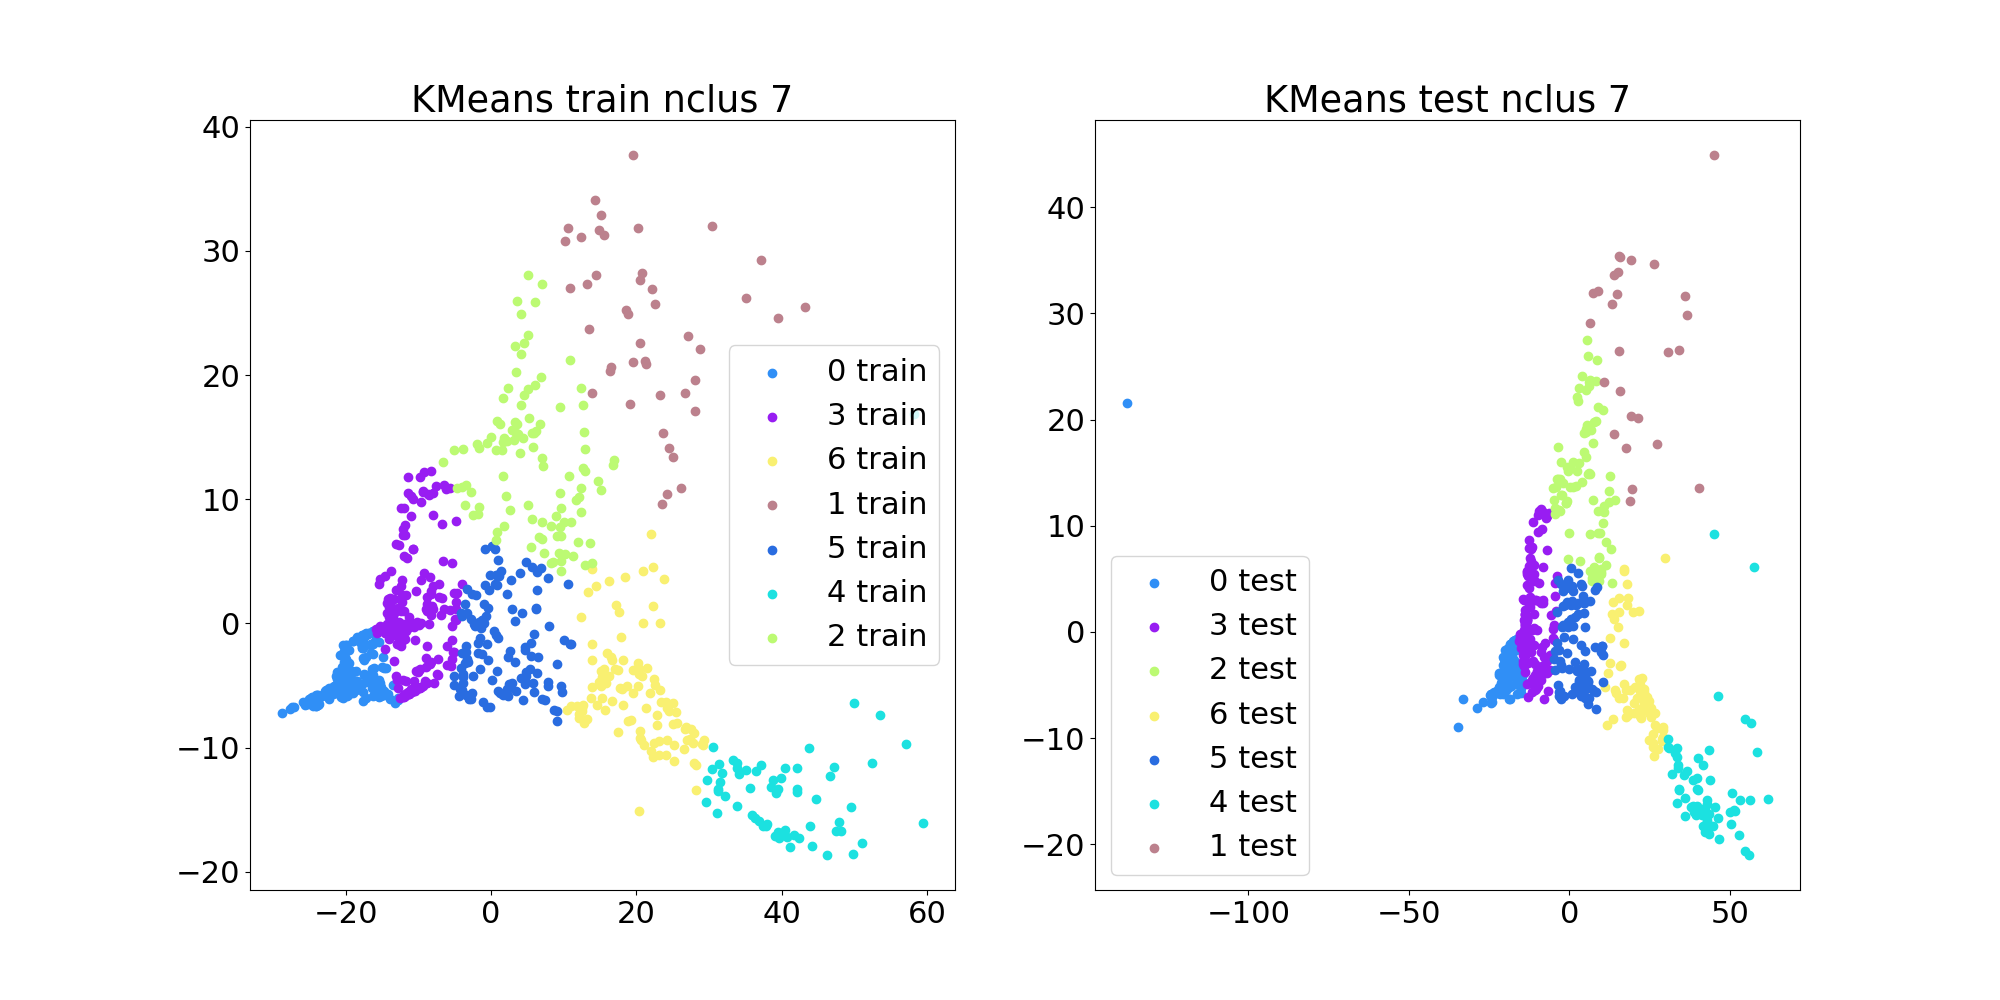 KMeans train nclus 7
40
30
20
10
0
−10
−20
−20 0 20 40 60
0 train
3 train
6 train
1 train
5 train
4 train
2 train
KMeans test nclus 7
40
30
20
10
0
−10
−20
−100 −50 0 50
0 test
3 test
2 test
6 test
5 test
4 test
1 test